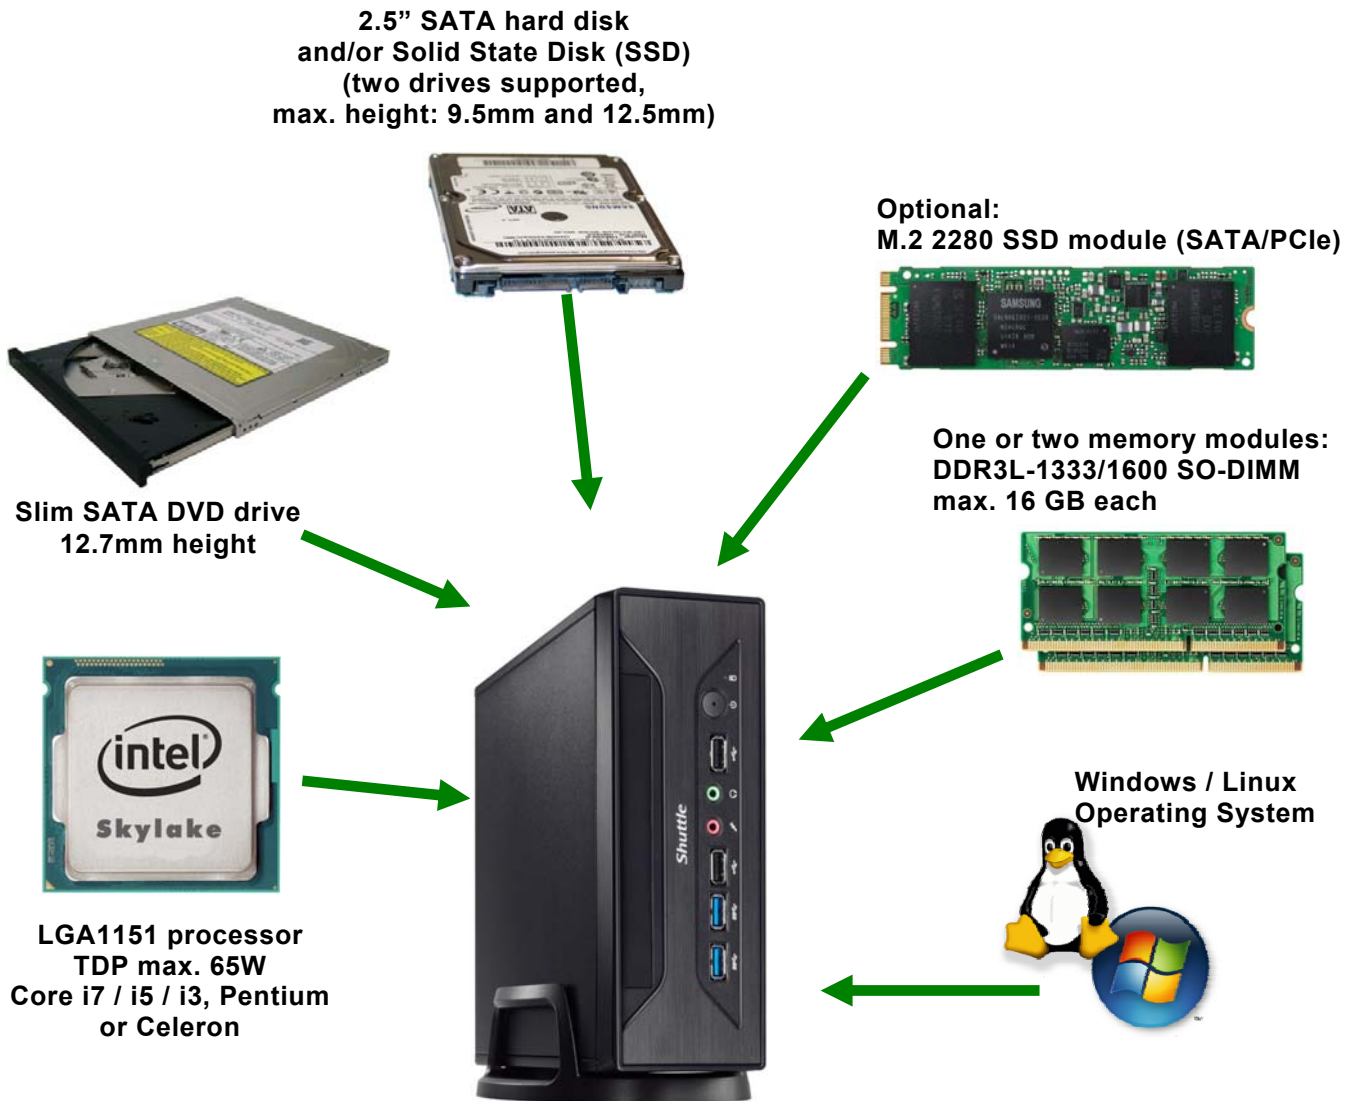 2.5” SATA hard disk
and/or Solid State Disk (SSD)
(two drives supported,
max. height: 9.5mm and 12.5mm)
SAMSUNG
SATA
Optional:
M.2 2280 SSD module (SATA/PCIe)
SAMSUNG
Slim SATA DVD drive
12.7mm height
One or two memory modules:
DDR3L-1333/1600 SO-DIMM
max. 16 GB each
intel
Skylake
LGA1151 processor
TDP max. 65W
Core i7 / i5 / i3, Pentium
or Celeron
Shuttle
Windows / Linux
Operating System